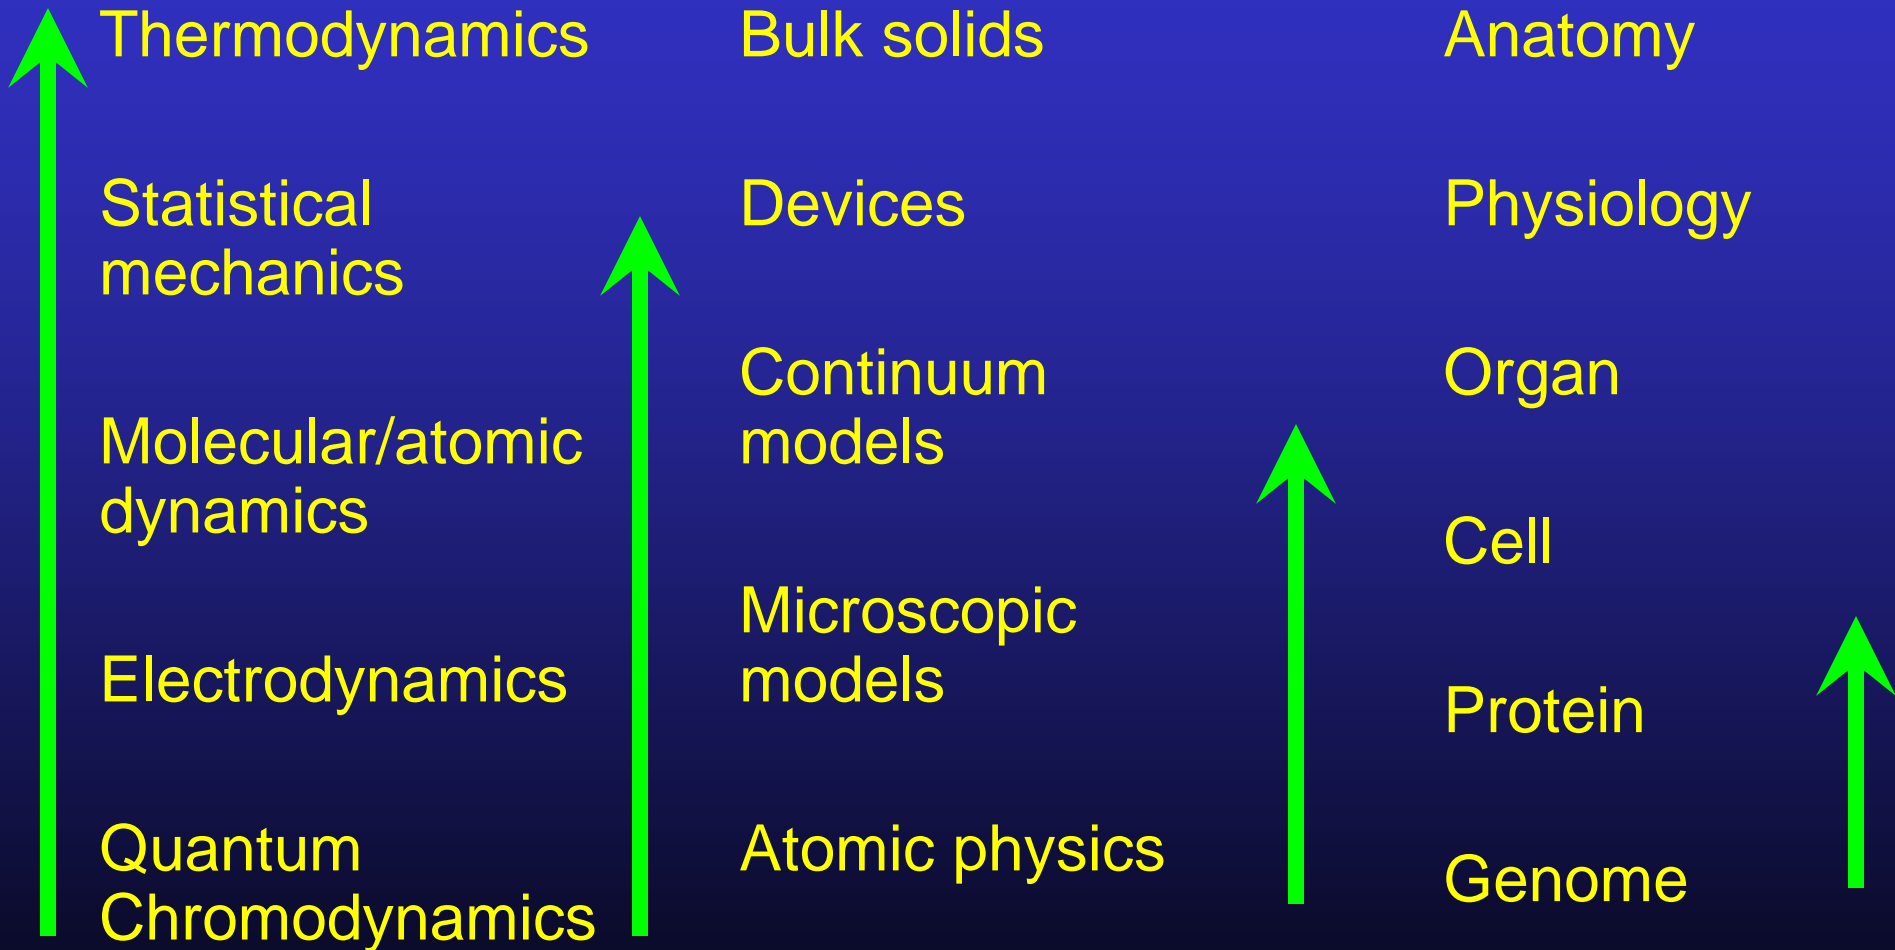 Thermodynamics
Statistical
mechanics
Molecular/atomic
dynamics
Electrodynamics
Quantum
Chromodynamics
Bulk solids
Devices
Continuum
models
Microscopic
models
Atomic physics
Anatomy
Physiology
Organ
Cell
Protein
Genome